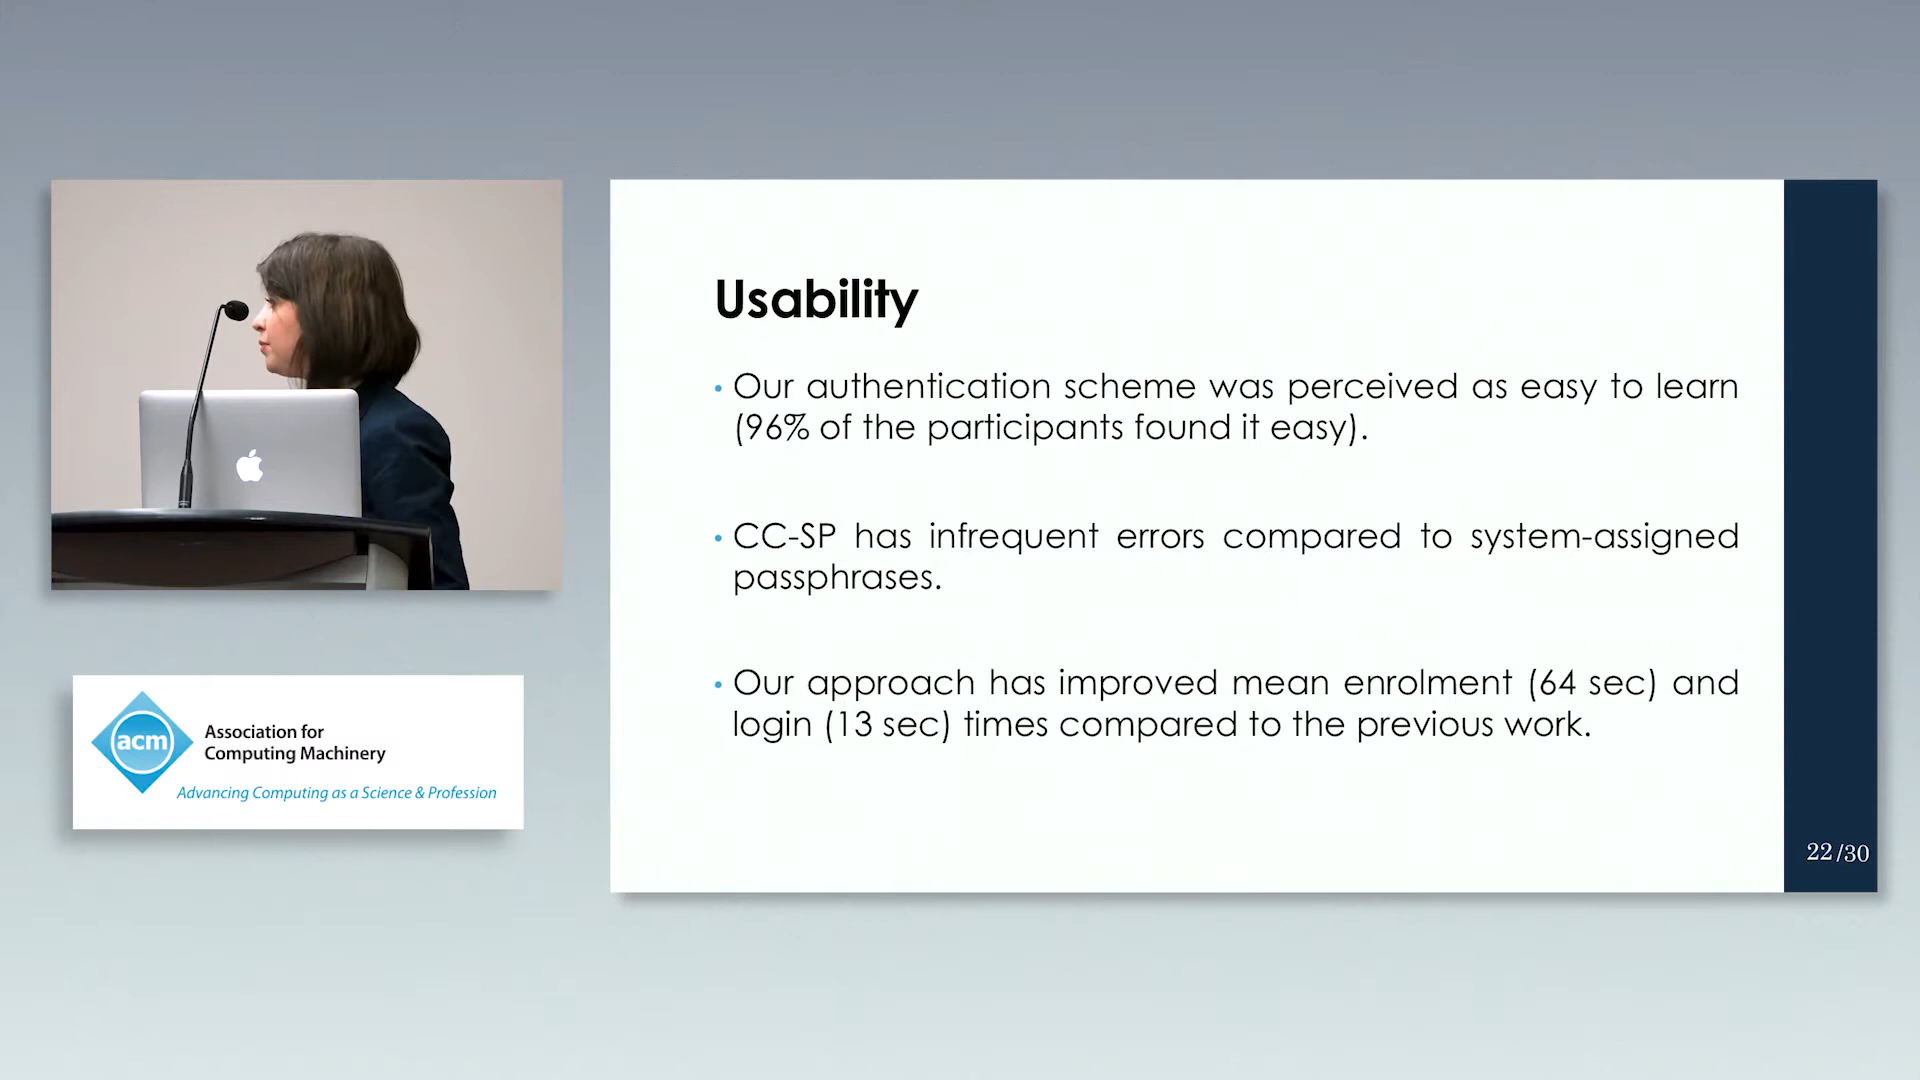 Usability
• Our authentication scheme was perceived as easy to learn
(96% of the participants found it easy).
• CC-SP has infrequent errors compared to system-assigned
passphrases.
• Our approach has improved mean enrolment (64 sec) and
login (13 sec) times compared to the previous work.
22/30
acm
Association for
Computing Machinery
Advancing Computing as a Science & Profession